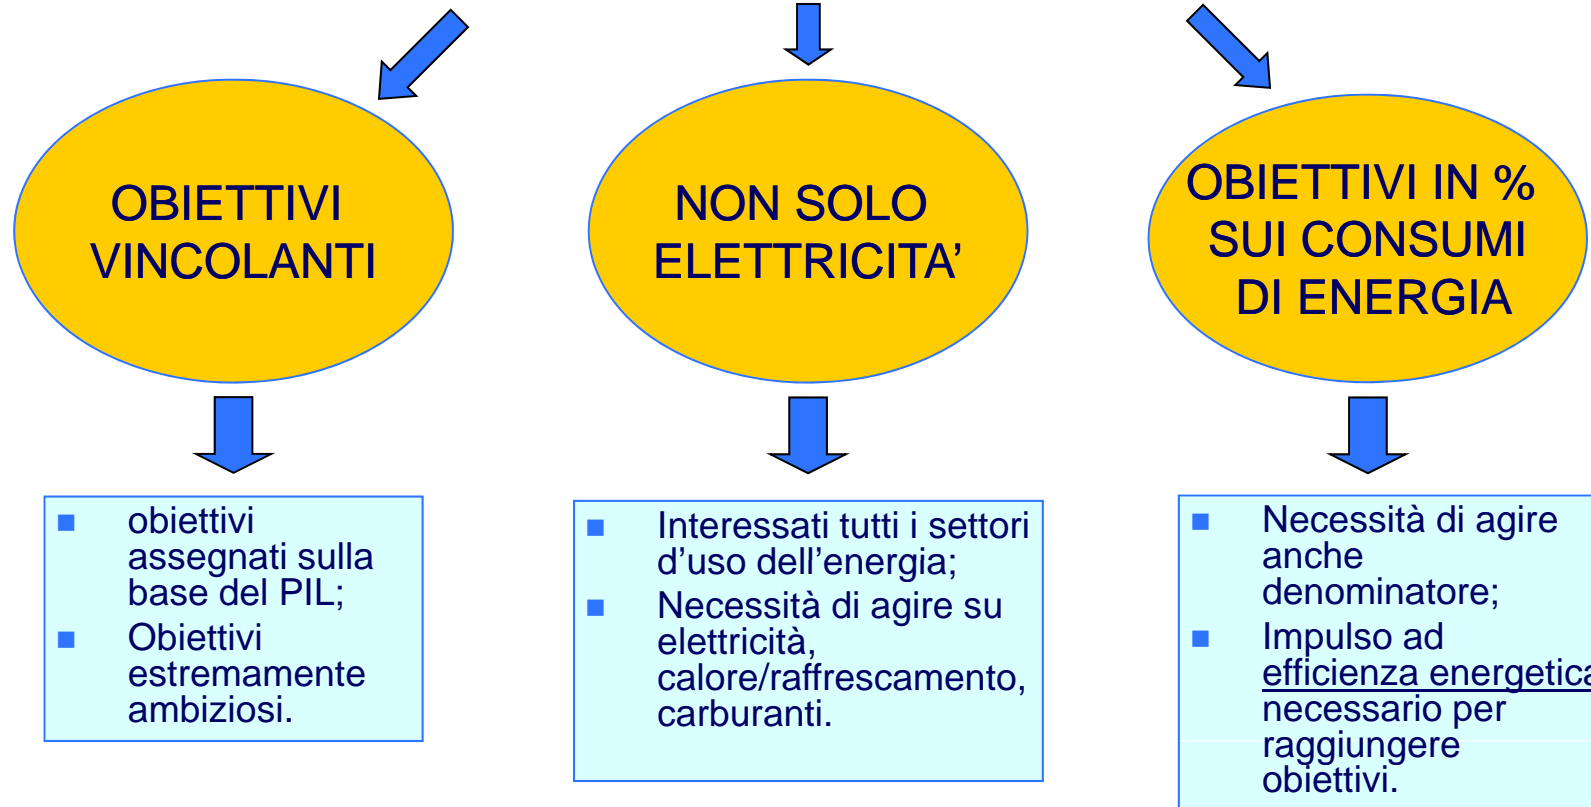 OBIETTIVI
VINCOLANTI
NON SOLO
ELETTRICITA’
OBIETTIVI IN %
SUI CONSUMI
DI ENERGIA
obiettivi
assegnati sulla
base del PIL;
Obiettivi
estremamente
ambiziosi.
Interessati tutti i settori
d’uso dell’energia;
Necessità di agire su
elettricità,
calore/raffrescamento,
carburanti.
Necessità di agire
anche
denominatore;
Impulso ad
efficienza energetica
necessario per
raggiungere
obiettivi.